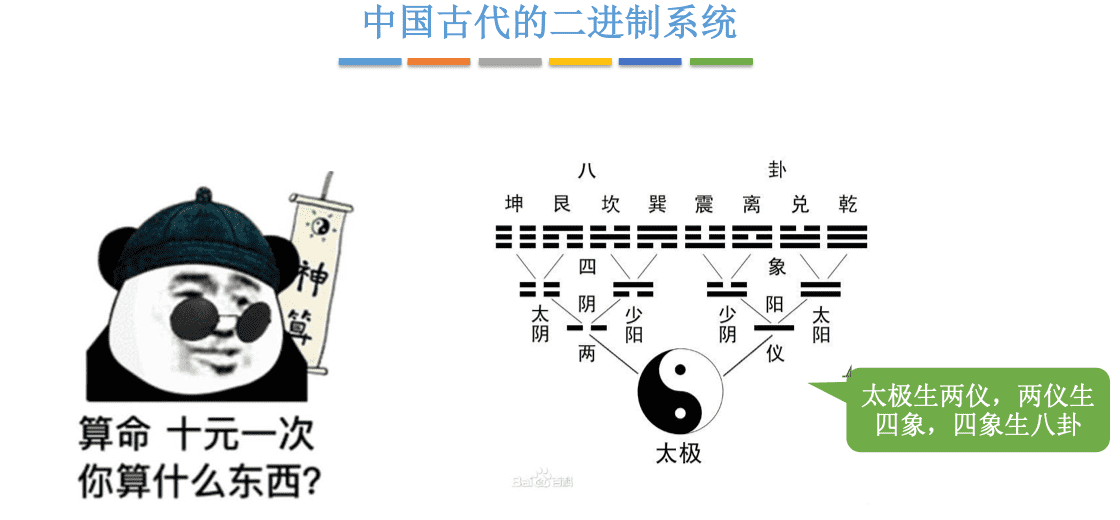 中国古代的二进制系统
神算
算命 十元一次
你算什么东西?
八 卦
坤 艮 坎 巽 震 离 兑 乾
四 象
太阴 阴 少阳 少阴 阳 太阳
两 仪
太极
Bai 百科
太极生两仪，两仪生
四象，四象生八卦